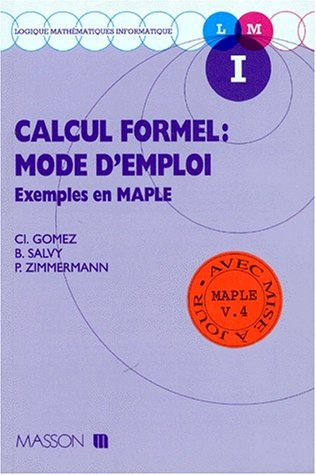 LOGIQUE MATHÉMATIQUES INFORMATIQUE
L M
I
CALCUL FORMEL:
MODE D'EMPLOI
Exemples en MAPLE
Cl. GOMEZ
B. SALVY
P. ZIMMERMANN
AVEC MISE À JOUR •
MAPLE
V.4
MASSON m